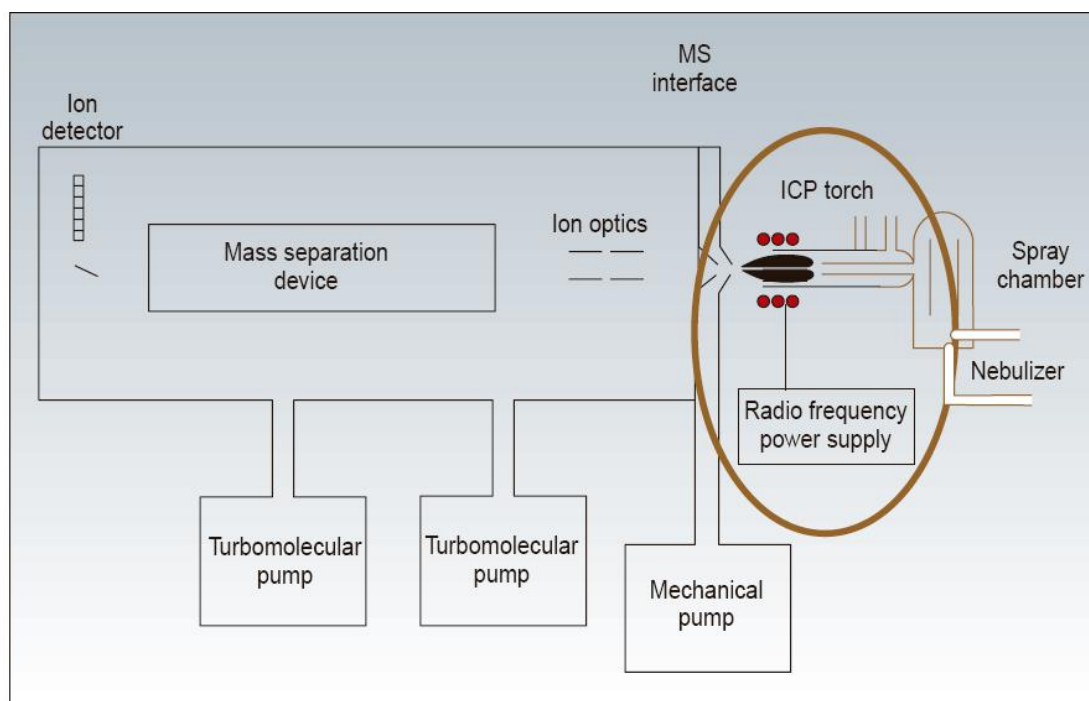 MS
interface
Ion
detector
ICP torch
Ion optics
Mass separation
device
Spray
chamber
Nebulizer
Radio frequency
power supply
Turbomolecular
pump
Turbomolecular
pump
Mechanical
pump